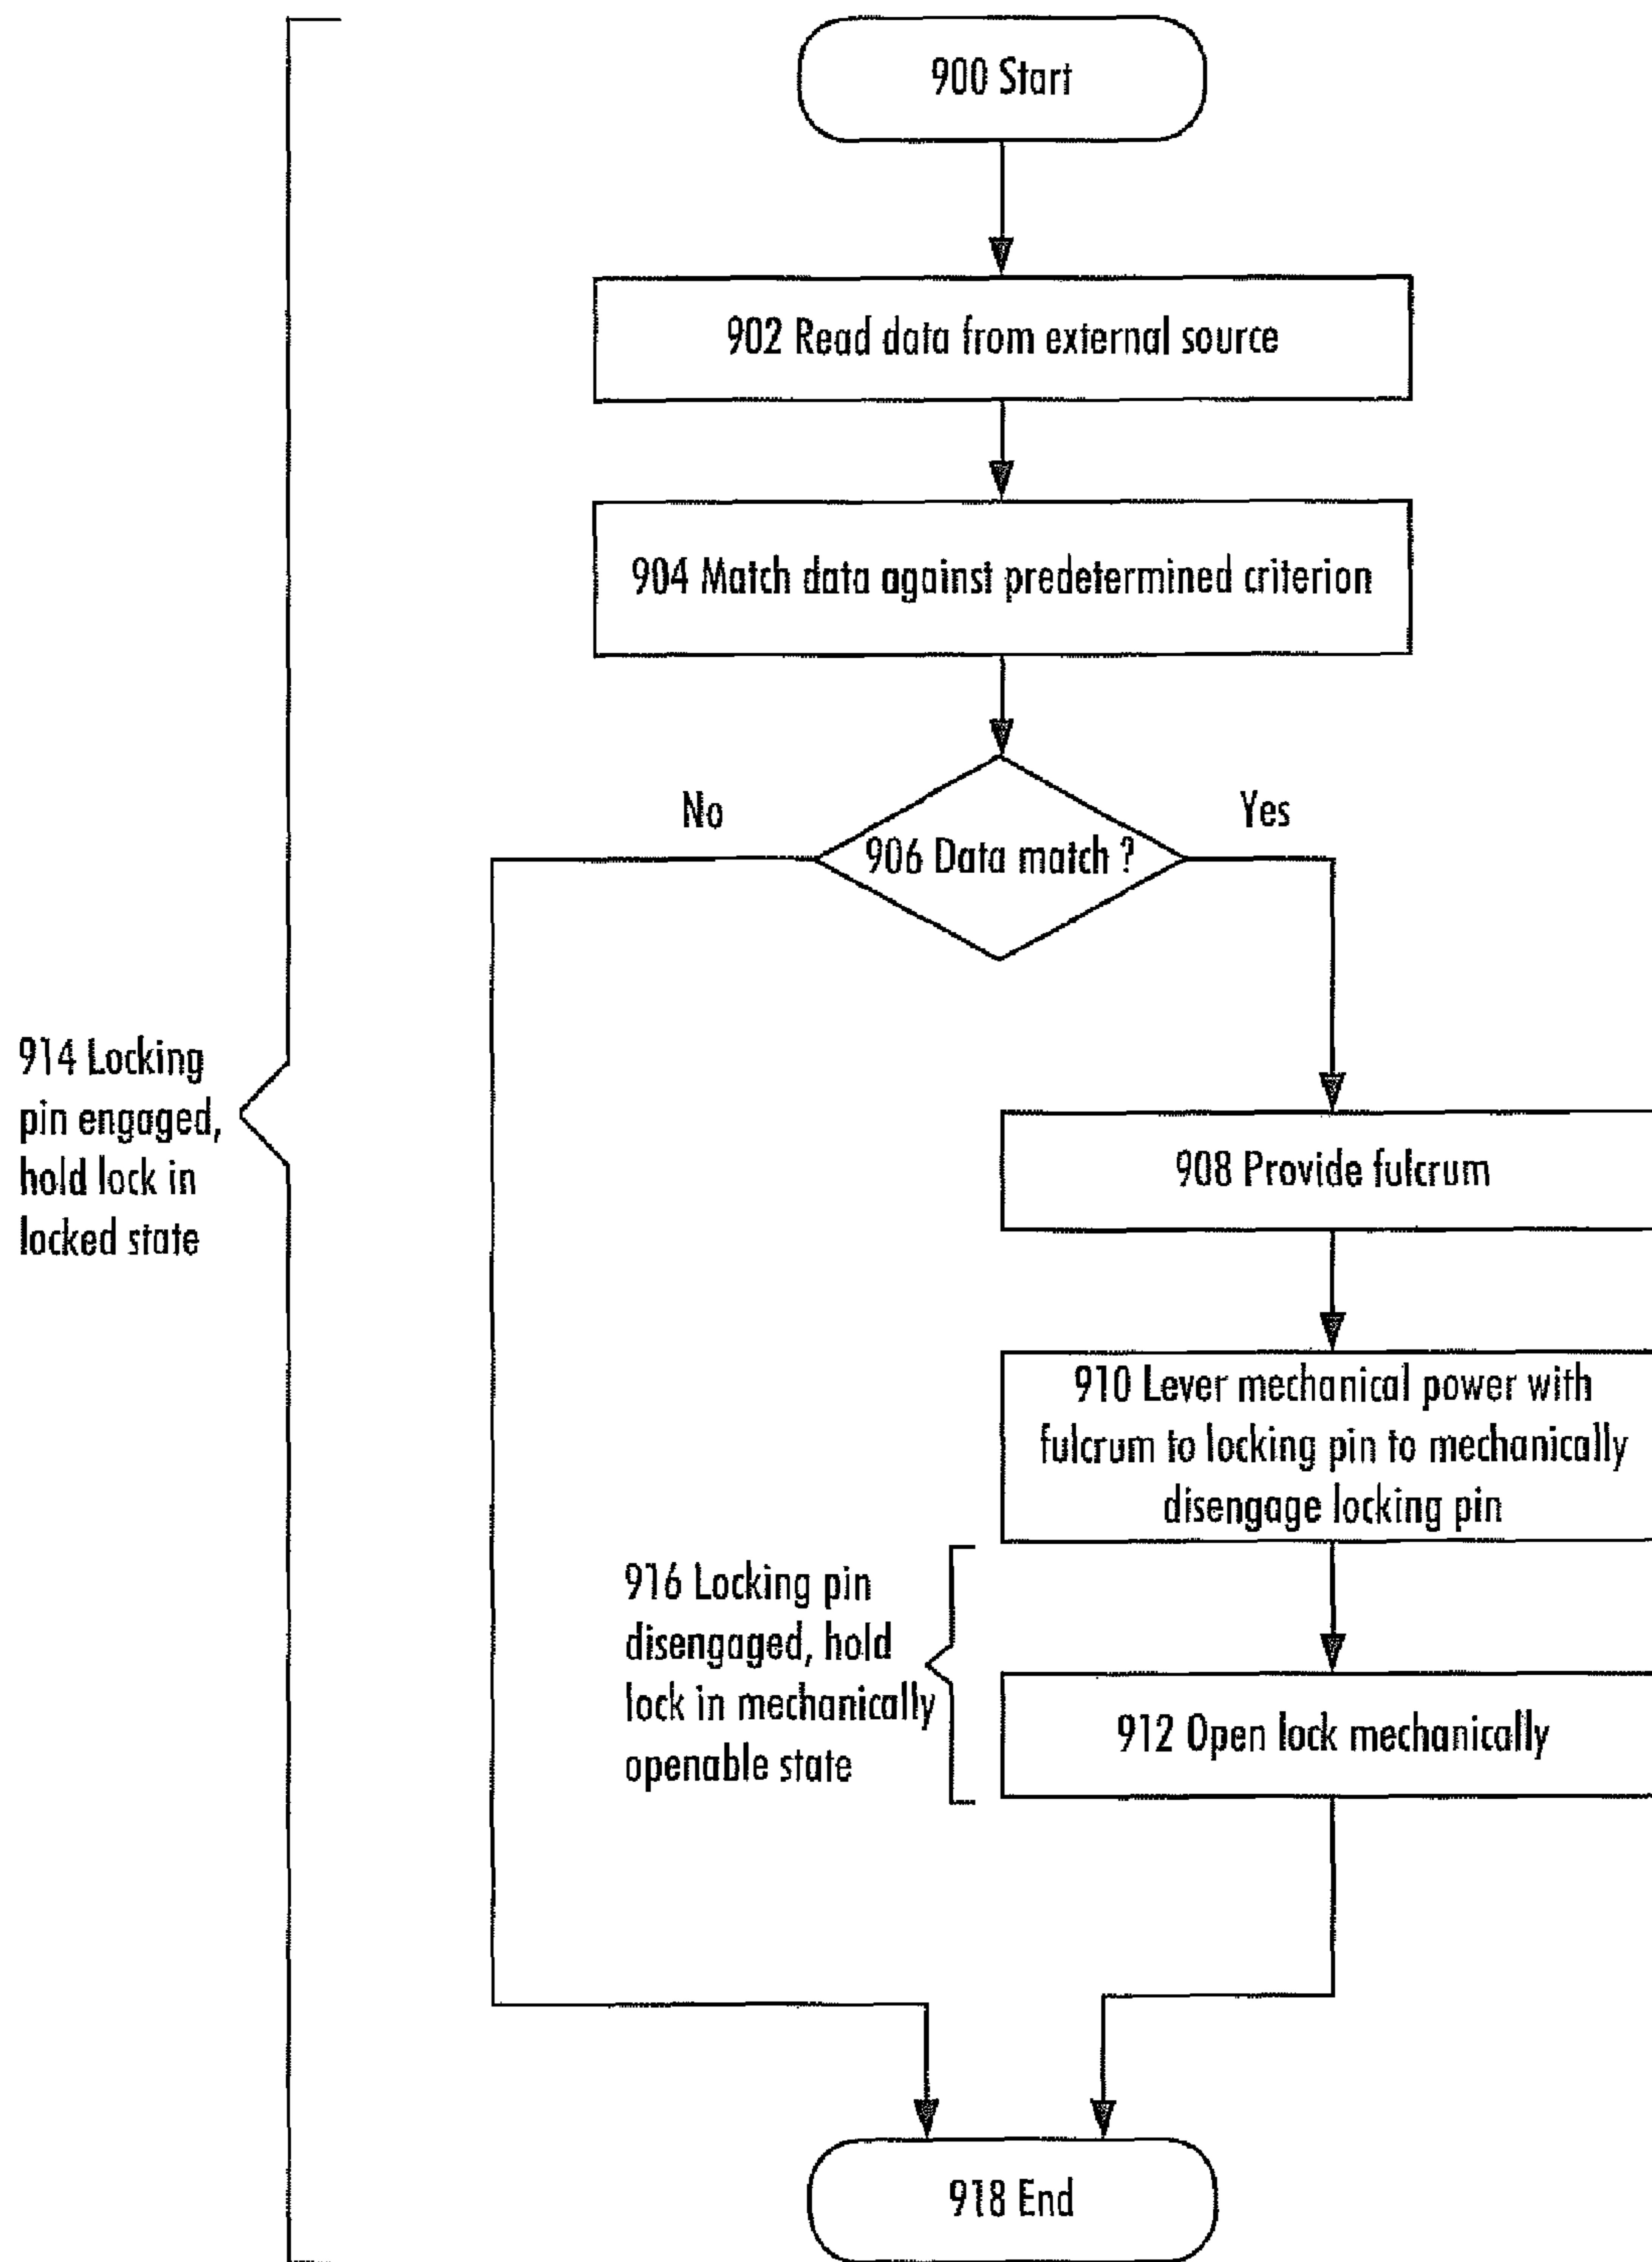 900 Start
902 Read data from external source
904 Match data against predetermined criterion
No
Yes
906 Data match ?
914 Locking
pin engaged,
hold lock in
locked state
908 Provide fulcrum
910 Lever mechanical power with
fulcrum to locking pin to mechanically
disengage locking pin
916 Locking pin
disengaged, hold
lock in mechanically
openable state
912 Open lock mechanically
918 End